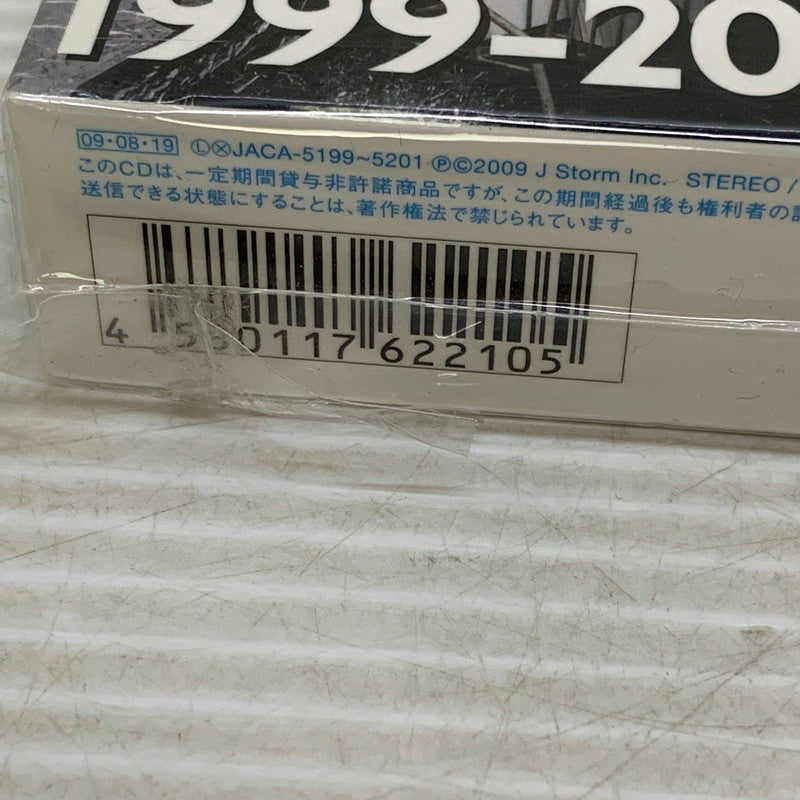 1999-20
09・08・19 ⓁⓍJACA-5199~5201 ℗©2009 J Storm Inc. STEREO /
このCDは、一定期間貸与非許諾商品ですが、この期間経過後も権利者の
送信できる状態にすることは、著作権法で禁じられています。
4 580117 622105